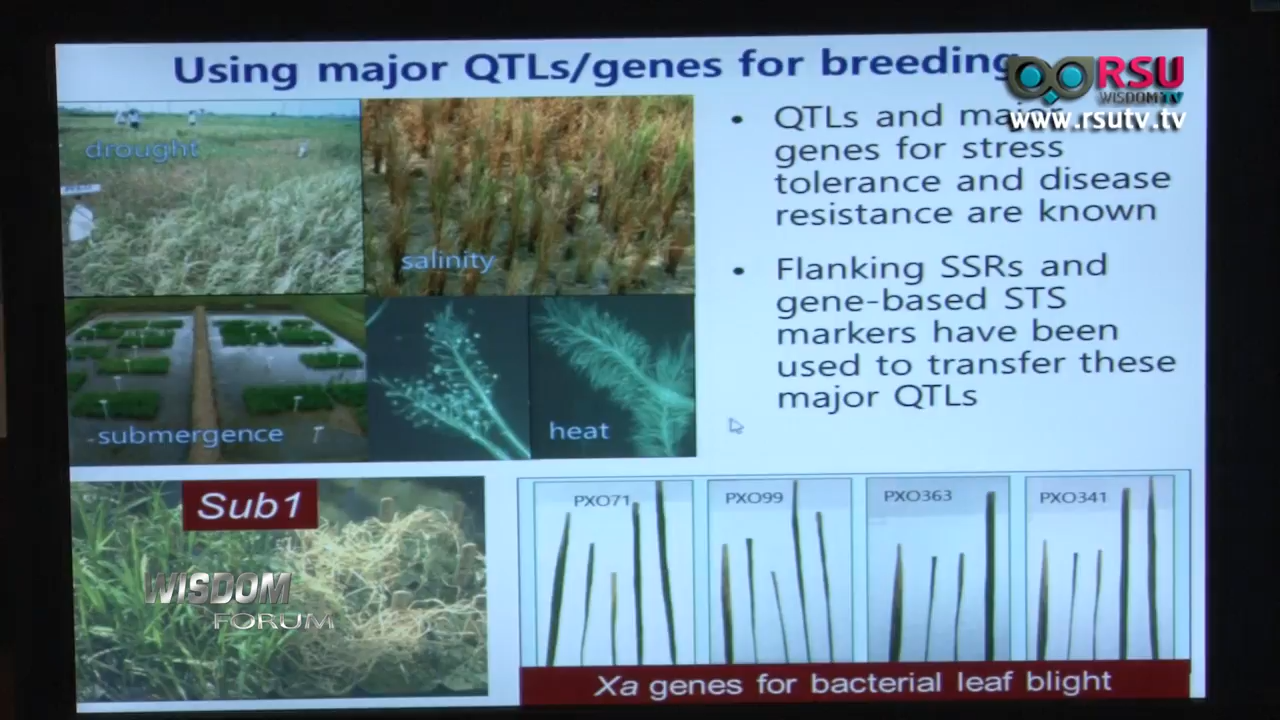 Using major QTLs/genes for breeding
RSU
WISDOM TV
www.rsutv.tv
drought
salinity
submergence
heat
• QTLs and major
genes for stress
tolerance and disease
resistance are known
• Flanking SSRs and
gene-based STS
markers have been
used to transfer these
major QTLs
Sub1
WISDOM
FORUM
PXO71
PXO99
PXO363
PXO341
Xa genes for bacterial leaf blight